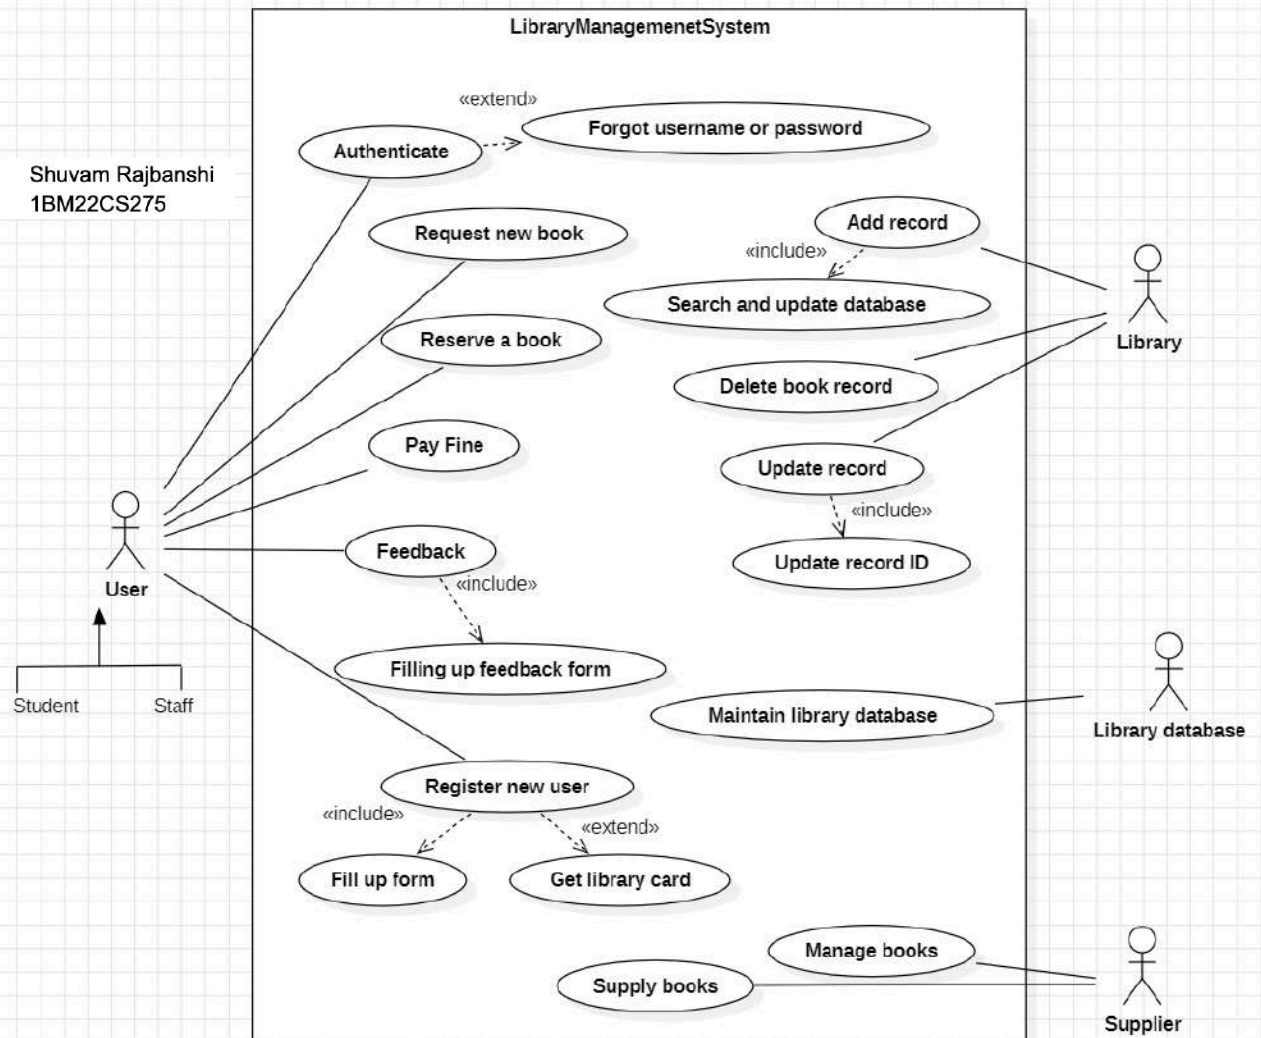 LibraryManagemenetSystem
«extend»
Forgot username or password
Authenticate
Shuvam Rajbanshi
1BM22CS275
Request new book
Add record
«include»
Search and update database
Library
Reserve a book
Delete book record
Pay Fine
Update record
«include»
Feedback
Update record ID
User
«include»
Filling up feedback form
Student
Staff
Maintain library database
Library database
Register new user
«include»
«extend»
Fill up form
Get library card
Manage books
Supply books
Supplier